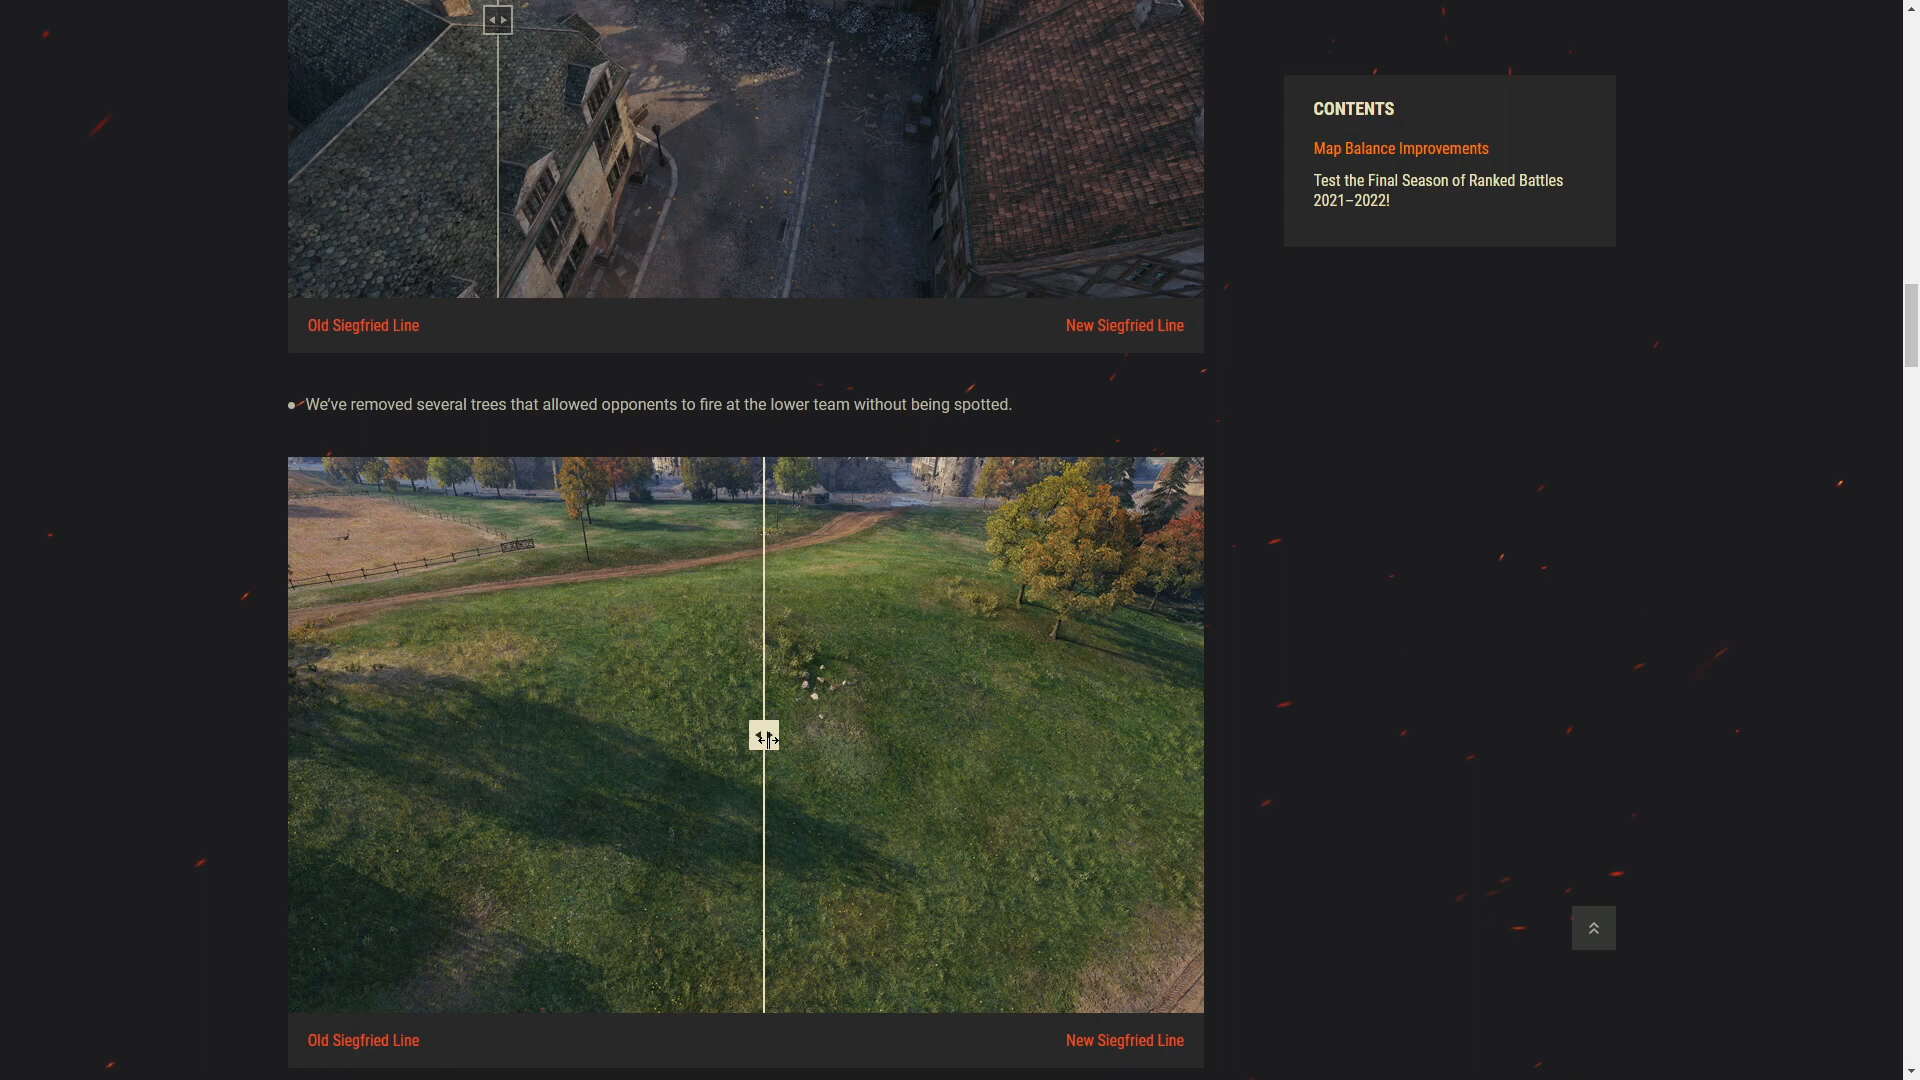 CONTENTS
Map Balance Improvements
Test the Final Season of Ranked Battles
2021–2022!
Old Siegfried Line
New Siegfried Line
We’ve removed several trees that allowed opponents to fire at the lower team without being spotted.
Old Siegfried Line
New Siegfried Line